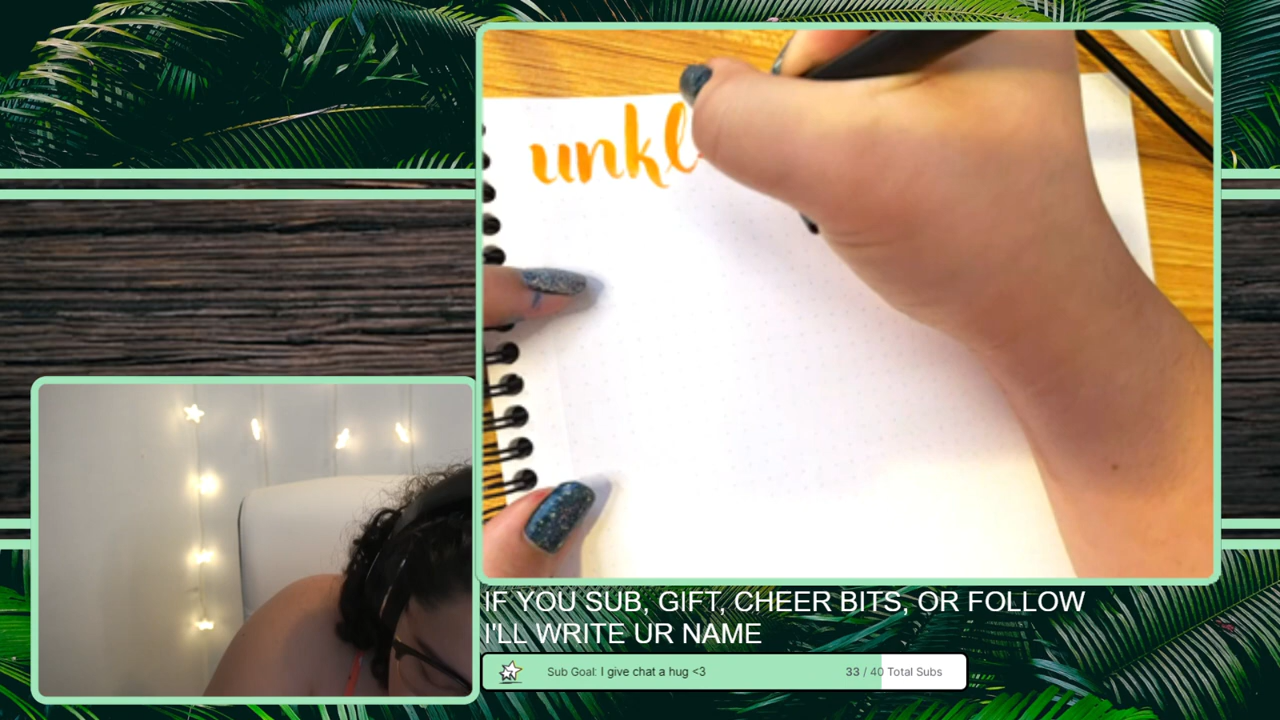 unkl
IF YOU SUB, GIFT, CHEER BITS, OR FOLLOW
I'LL WRITE UR NAME
Sub Goal: I give chat a hug <3 33 / 40 Total Subs